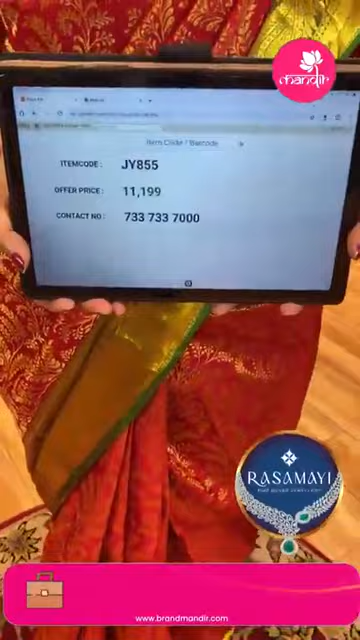 mandir
Item Code / Barcode
ITEMCODE : JY855
OFFER PRICE : 11,199
CONTACT NO : 733 733 7000
RASAMAYI
www.brandmandir.com